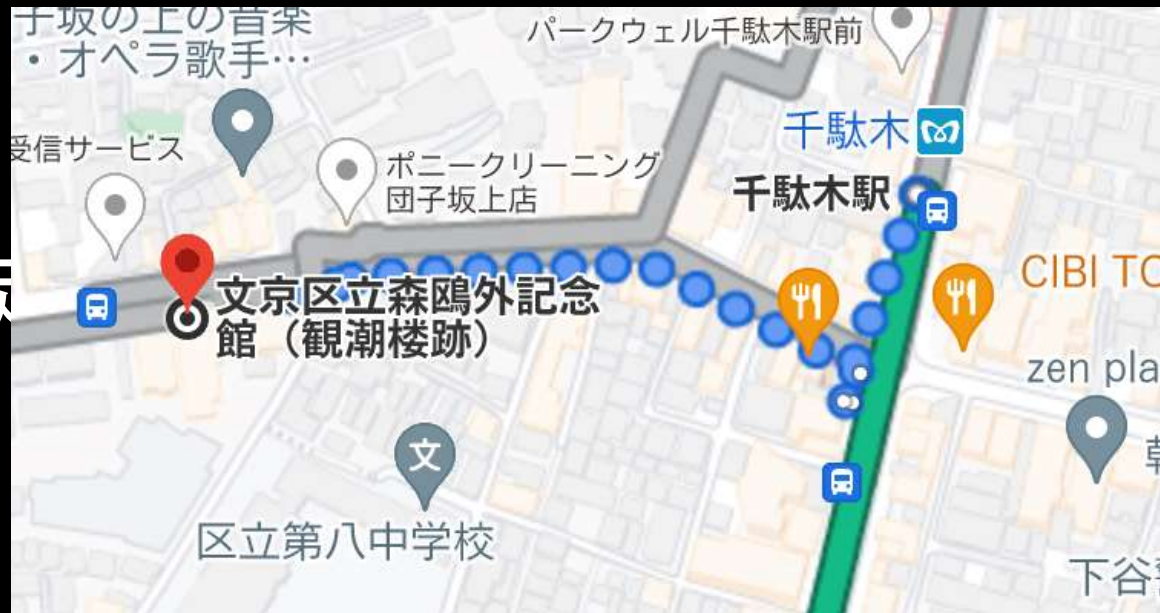 子坂の上の音楽
・オペラ歌手…
パークウェル千駄木駅前
千駄木
受信サービス
ポニークリーニング
団子坂上店
千駄木駅
CIBI TO
文京区立森鴎外記念
館（観潮楼跡）
zen pla
文
区立第八中学校
下谷